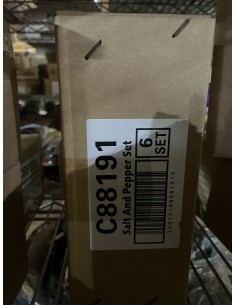 C88191
Salt And Pepper Set
6
SET